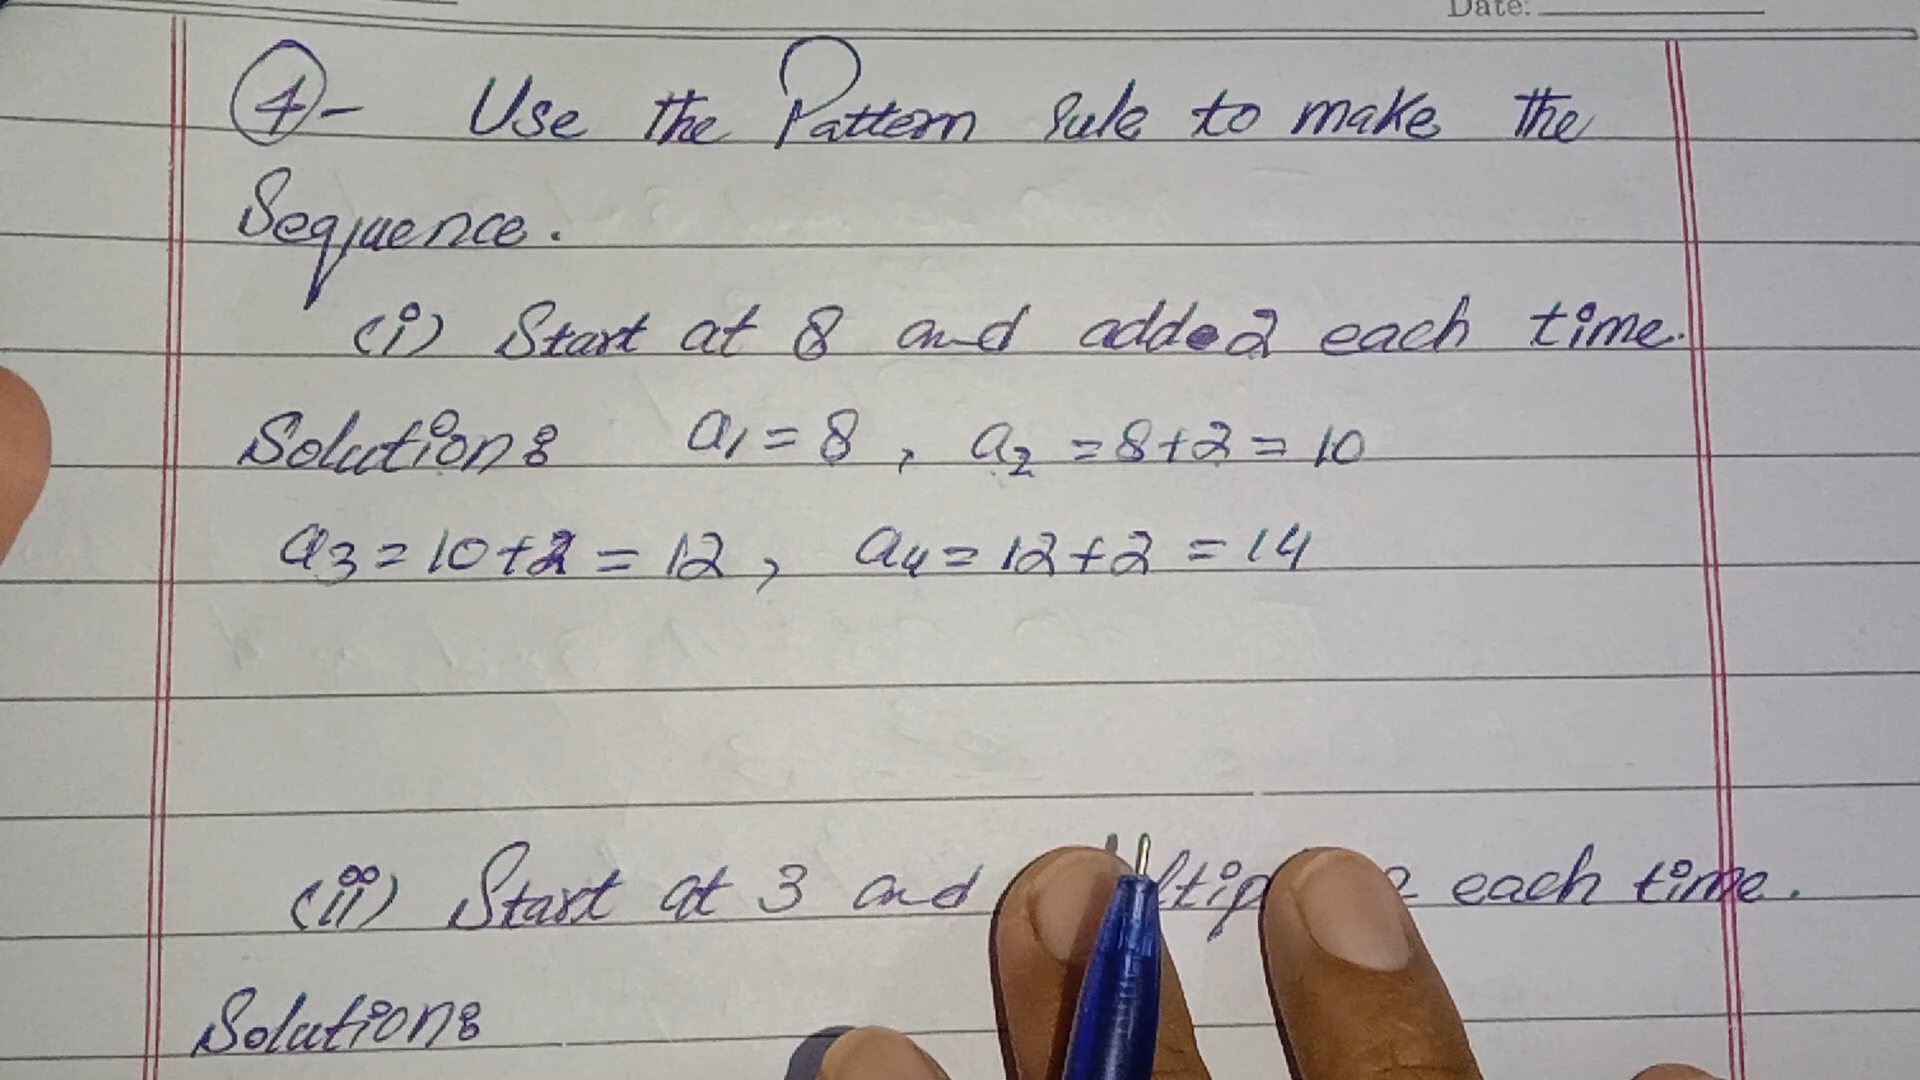 Date:
4- Use the Pattern rule to make the
Sequence.
(i) Start at 8 and added 2 each time.
Solution: a₁ = 8, a₂ = 8+2 = 10
a₃ = 10+2 = 12, a₄ = 12+2 = 14
(ii) Start at 3 and each time.
Solution: